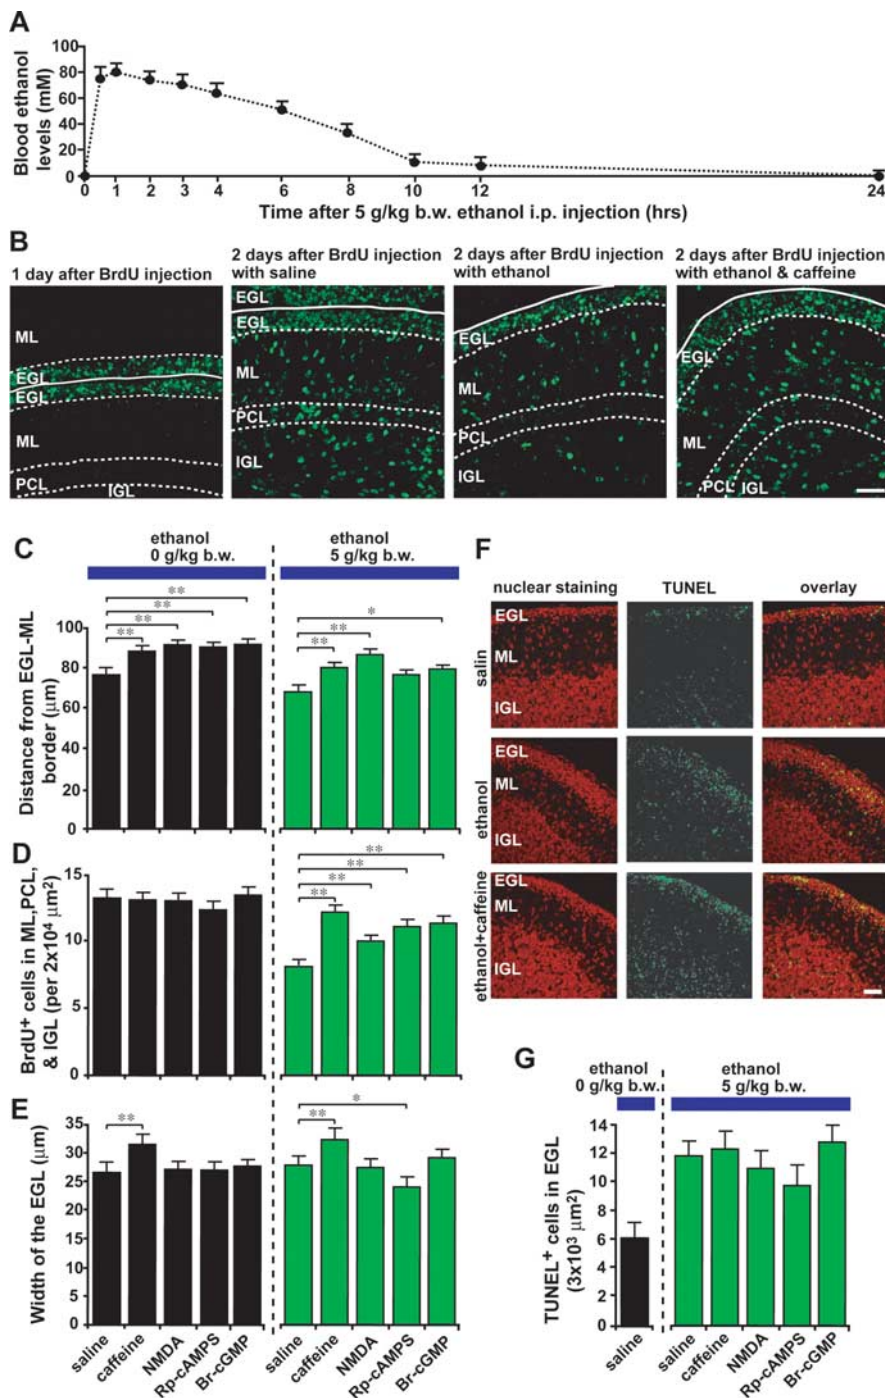 A
Blood ethanol
levels (mM)
100
80
60
40
20
0
0 1 2 3 4 6 8 10 12 24
Time after 5 g/kg b.w. ethanol i.p. injection (hrs)
B
1 day after BrdU injection
2 days after BrdU injection
with saline
2 days after BrdU injection
with ethanol
2 days after BrdU injection
with ethanol & caffeine
ML
EGL
EGL
ML
PCL
IGL
EGL
EGL
ML
PCL
IGL
EGL
ML
PCL
IGL
EGL
ML
PCL
IGL
C
ethanol
0 g/kg b.w.
ethanol
5 g/kg b.w.
Distance from EGL-ML
border (μm)
100
80
60
40
20
0
** ** ** **
** ** *
D
BrdU+ cells in ML,PCL,
& IGL (per 2x10⁴ μm²)
15
10
5
0
** ** ** **
E
Width of the EGL (μm)
35
30
25
20
15
10
5
0
**
** *
saline
caffeine
NMDA
Rp-cAMPS
Br-cGMP
saline
caffeine
NMDA
Rp-cAMPS
Br-cGMP
F
nuclear staining TUNEL overlay
salin
EGL
ML
IGL
ethanol
EGL
ML
IGL
ethanol+caffeine
EGL
ML
IGL
G
ethanol
0 g/kg b.w.
ethanol
5 g/kg b.w.
TUNEL+ cells in EGL
(3x10³ μm²)
14
12
10
8
6
4
2
0
saline
saline
caffeine
NMDA
Rp-cAMPS
Br-cGMP